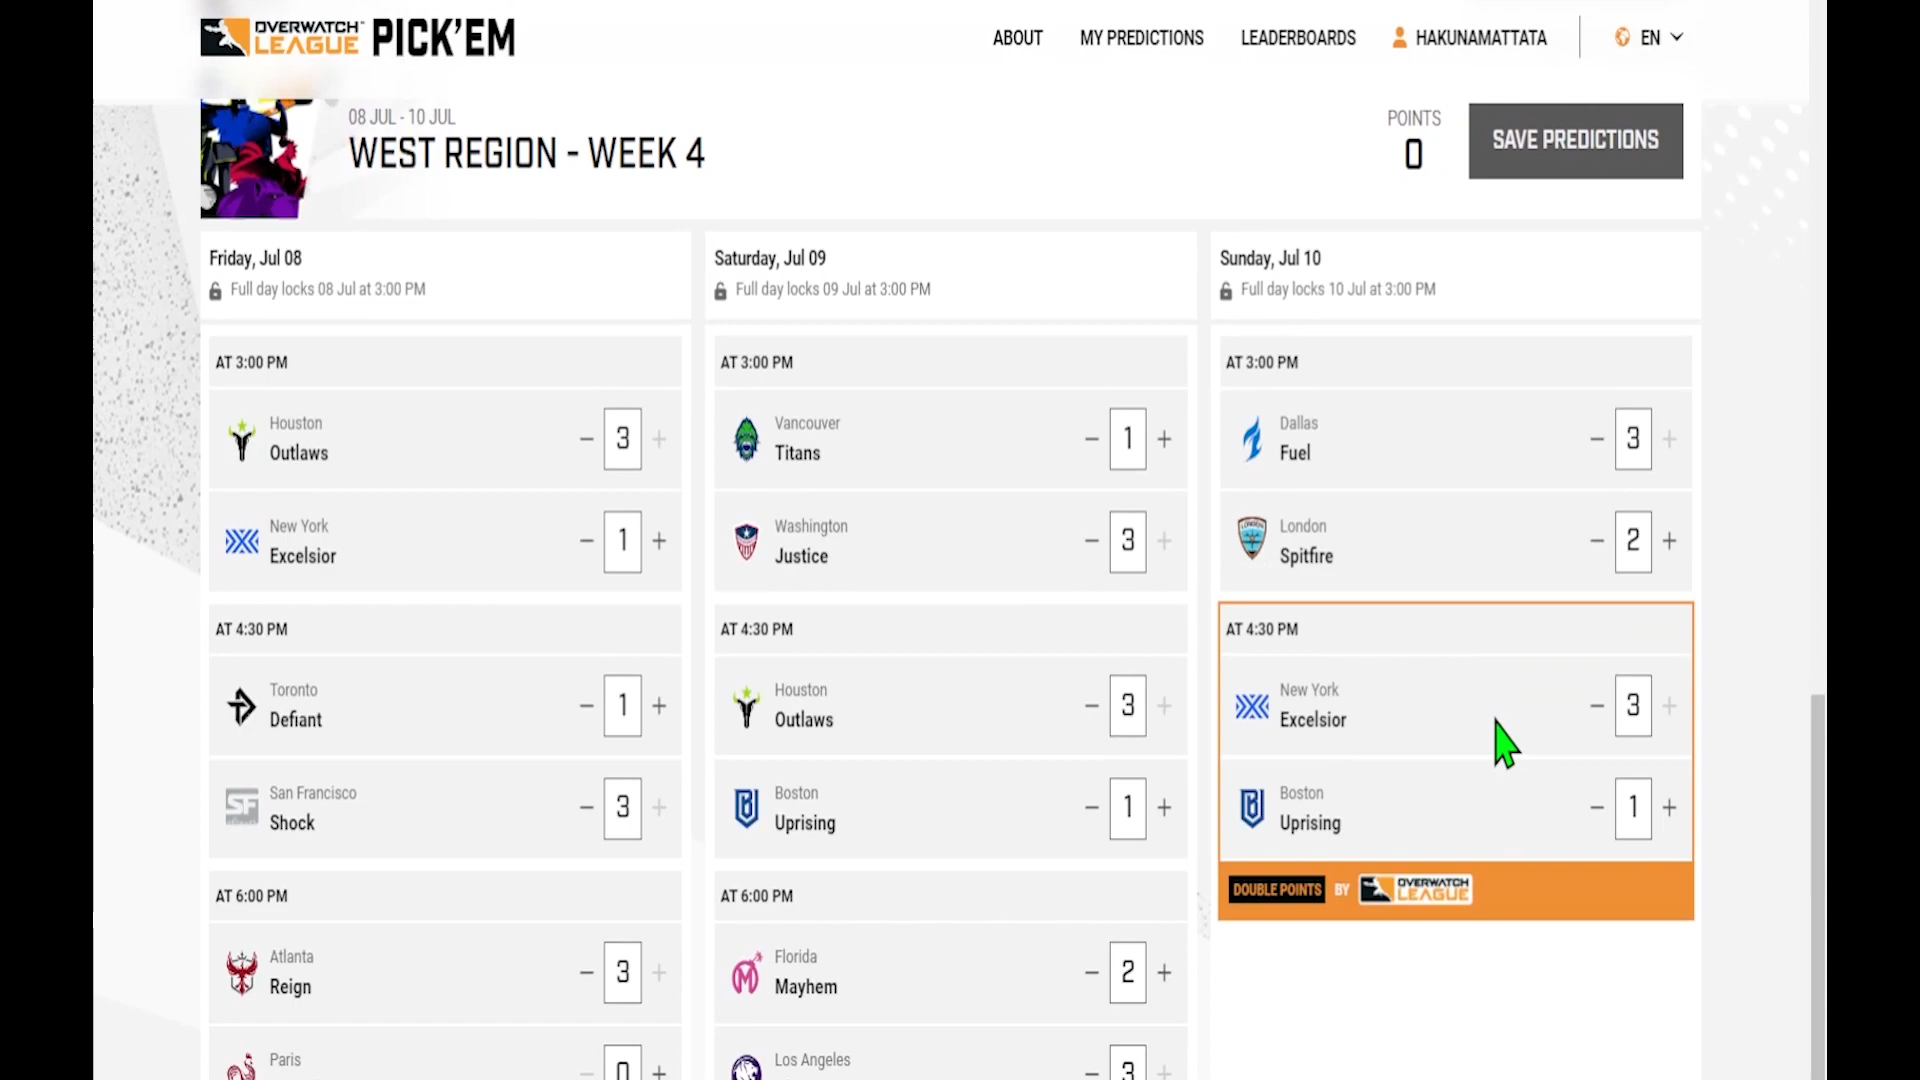 OVERWATCH LEAGUE PICK'EM
ABOUT
MY PREDICTIONS
LEADERBOARDS
HAKUNAMATTATA
EN
08 JUL - 10 JUL
WEST REGION - WEEK 4
POINTS
0
SAVE PREDICTIONS
Friday, Jul 08
Full day locks 08 Jul at 3:00 PM
AT 3:00 PM
Houston
Outlaws
− 3 +
New York
Excelsior
− 1 +
AT 4:30 PM
Toronto
Defiant
− 1 +
San Francisco
Shock
− 3 +
AT 6:00 PM
Atlanta
Reign
− 3 +
Paris
− 0 +
Saturday, Jul 09
Full day locks 09 Jul at 3:00 PM
AT 3:00 PM
Vancouver
Titans
− 1 +
Washington
Justice
− 3 +
AT 4:30 PM
Houston
Outlaws
− 3 +
Boston
Uprising
− 1 +
AT 6:00 PM
Florida
Mayhem
− 2 +
Los Angeles
− 3 +
Sunday, Jul 10
Full day locks 10 Jul at 3:00 PM
AT 3:00 PM
Dallas
Fuel
− 3 +
London
Spitfire
− 2 +
AT 4:30 PM
New York
Excelsior
− 3 +
Boston
Uprising
− 1 +
DOUBLE POINTS BY OVERWATCH LEAGUE